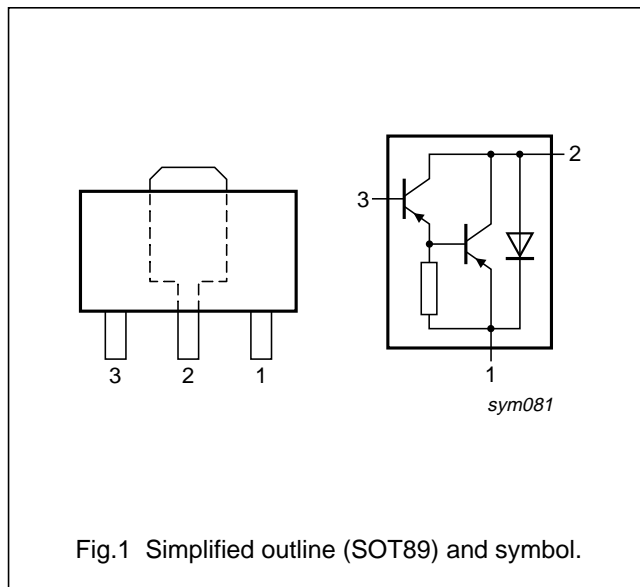 2
3
3 2 1
1
sym081
Fig.1 Simplified outline (SOT89) and symbol.